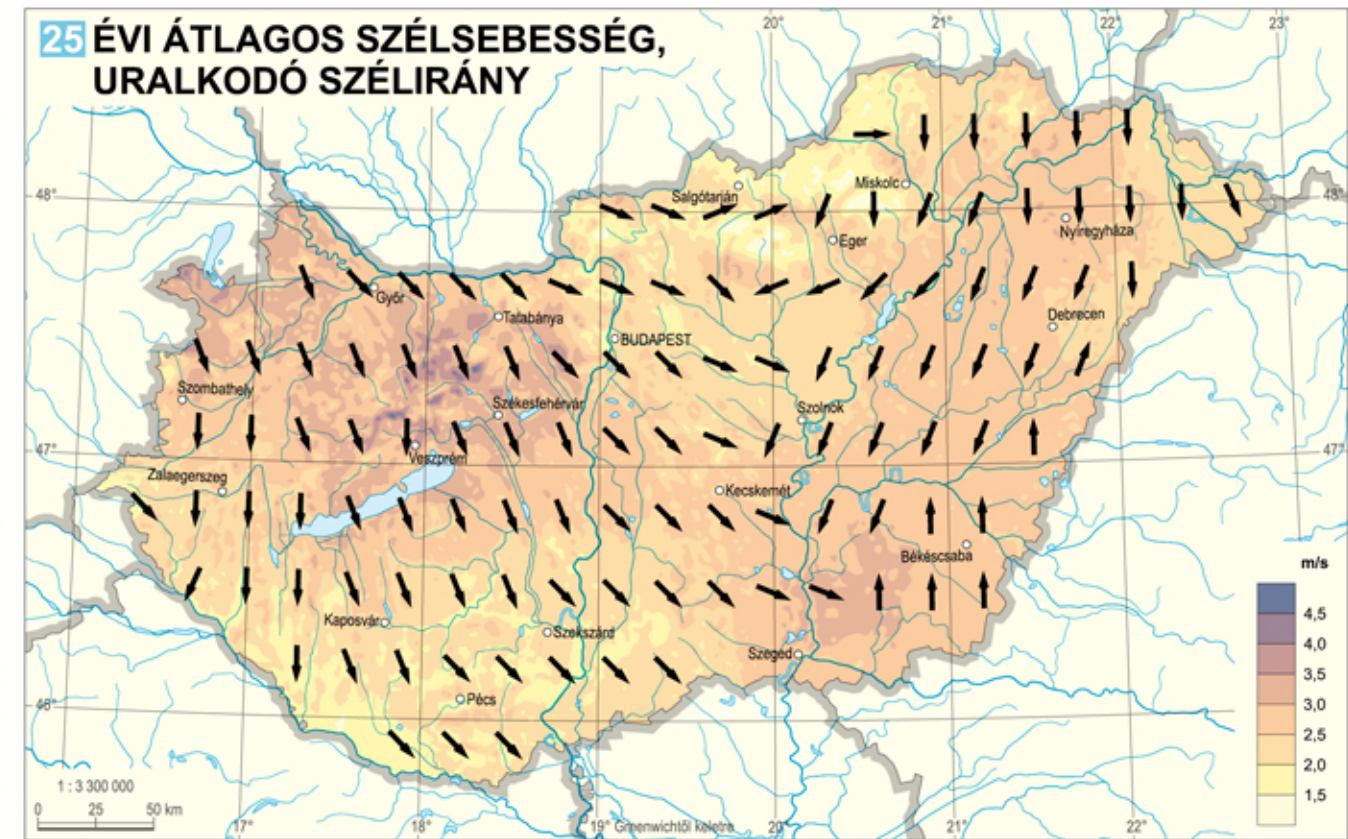 25 ÉVI ÁTLAGOS SZÉLSEBESSÉG,
URALKODÓ SZÉLIRÁNY
20°
21°
22°
23°
48°
48°
Salgótarján
Miskolc
Nyíregyháza
Eger
Győr
Tatabánya
BUDAPEST
Debrecen
Szombathely
Székesfehérvár
Szolnok
47°
47°
Veszprém
Zalaegerszeg
Kecskemét
Békéscsaba
Kaposvár
Szekszárd
Szeged
Pécs
46°
m/s
4,5
4,0
3,5
3,0
2,5
2,0
1,5
1 : 3 300 000
0 25 50 km
17°
18°
19° Greenwichtől keletre
20°
21°
22°